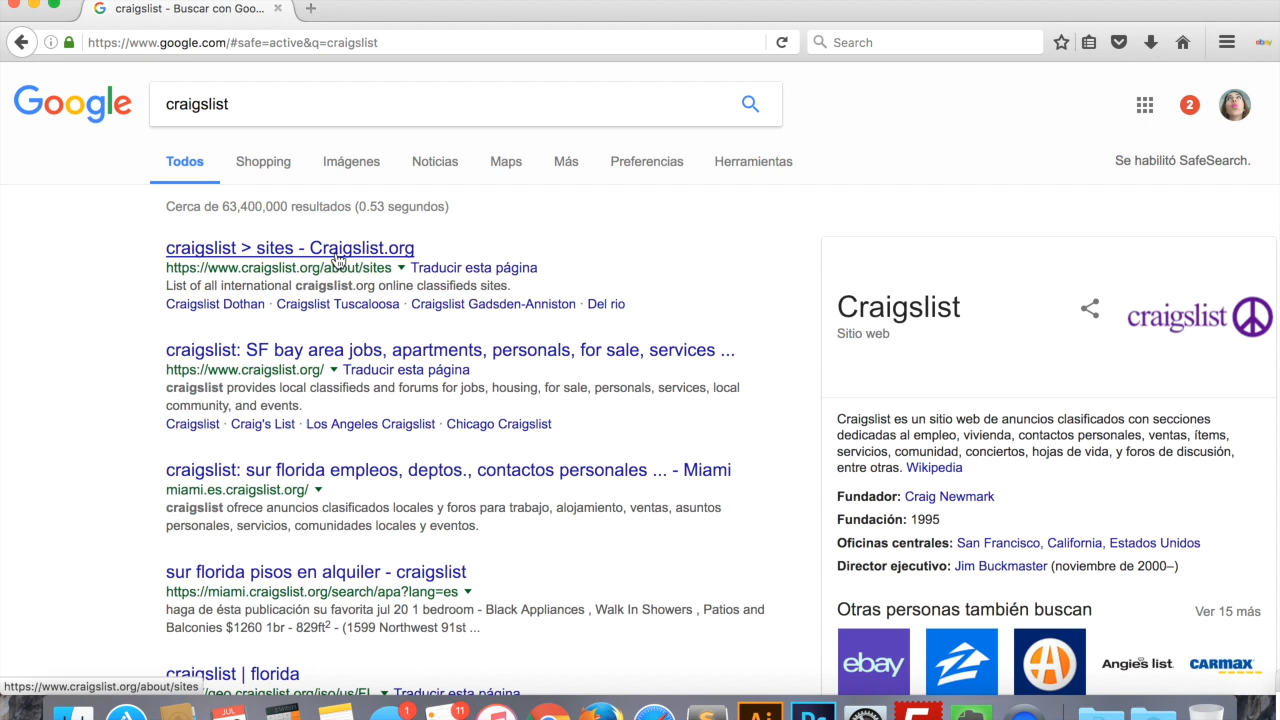 craigslist - Buscar con Goo...
https://www.google.com/#safe=active&q=craigslist
Search
ebay
Google
craigslist
2
Todos
Shopping
Imágenes
Noticias
Maps
Más
Preferencias
Herramientas
Se habilitó SafeSearch.
Cerca de 63,400,000 resultados (0.53 segundos)
craigslist > sites - Craigslist.org
https://www.craigslist.org/about/sites ▼ Traducir esta página
List of all international craigslist.org online classifieds sites.
Craigslist Dothan · Craigslist Tuscaloosa · Craigslist Gadsden-Anniston · Del rio
craigslist: SF bay area jobs, apartments, personals, for sale, services ...
https://www.craigslist.org/ ▼ Traducir esta página
craigslist provides local classifieds and forums for jobs, housing, for sale, personals, services, local
community, and events.
Craigslist · Craig's List · Los Angeles Craigslist · Chicago Craigslist
craigslist: sur florida empleos, deptos., contactos personales ... - Miami
miami.es.craigslist.org/ ▼
craigslist ofrece anuncios clasificados locales y foros para trabajo, alojamiento, ventas, asuntos
personales, servicios, comunidades locales y eventos.
sur florida pisos en alquiler - craigslist
https://miami.craigslist.org/search/apa?lang=es ▼
haga de ésta publicación su favorita jul 20 1 bedroom - Black Appliances , Walk In Showers , Patios and
Balconies $1260 1br - 829ft² - (1599 Northwest 91st ...
craigslist | florida
geo.craigslist.org/iso/us/FL ▼ Traducir esta página
https://www.craigslist.org/about/sites
Craigslist
Sitio web
craigslist
Craigslist es un sitio web de anuncios clasificados con secciones
dedicadas al empleo, vivienda, contactos personales, ventas, ítems,
servicios, comunidad, conciertos, hojas de vida, y foros de discusión,
entre otras. Wikipedia
Fundador: Craig Newmark
Fundación: 1995
Oficinas centrales: San Francisco, California, Estados Unidos
Director ejecutivo: Jim Buckmaster (noviembre de 2000–)
Otras personas también buscan
Ver 15 más
ebay
Angie's list
CARMAX
JUL
1
11
Ai
Ps